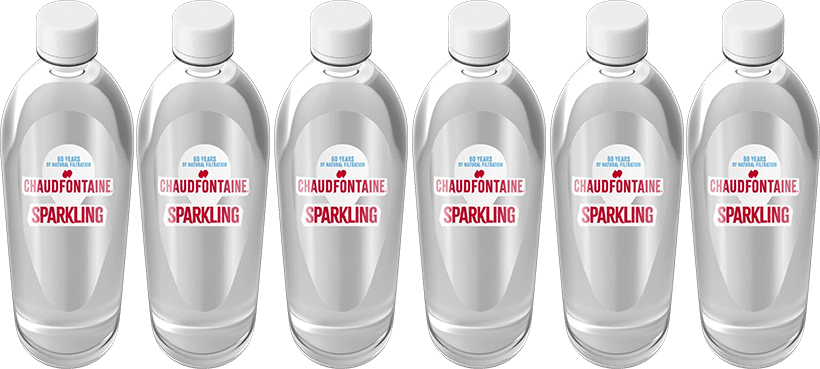 60 YEARS
OF NATURAL FILTRATION
CHAUDFONTAINE
SPARKLING
60 YEARS
OF NATURAL FILTRATION
CHAUDFONTAINE
SPARKLING
60 YEARS
OF NATURAL FILTRATION
CHAUDFONTAINE
SPARKLING
60 YEARS
OF NATURAL FILTRATION
CHAUDFONTAINE
SPARKLING
60 YEARS
OF NATURAL FILTRATION
CHAUDFONTAINE
SPARKLING
60 YEARS
OF NATURAL FILTRATION
CHAUDFONTAINE
SPARKLING